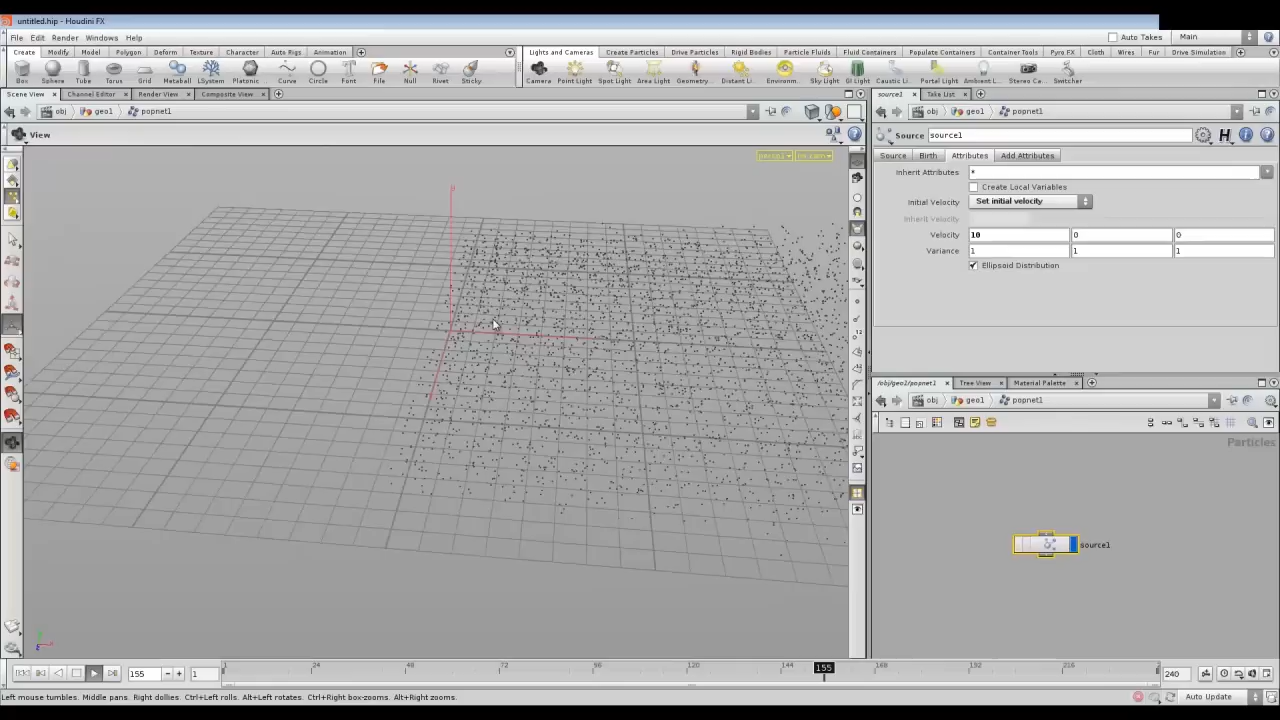 untitled.hip - Houdini FX
File Edit Render Windows Help
Auto Takes Main
Create Modify Model Polygon Deform Texture Character Auto Rigs Animation
Lights and Cameras Create Particles Drive Particles Rigid Bodies Particle Fluids Fluid Containers Populate Containers Container Tools Pyro FX Cloth Wires Fur Drive Simulation
Box Sphere Tube Torus Grid Metaball LSystem Platonic Curve Circle Font File Null Rivet Sticky
Camera Point Light Spot Light Area Light Geometry... Distant Li Environm... Sky Light GI Light Caustic Li Portal Light Ambient L Stereo Ca... Switcher
Scene View Channel Editor Render View Composite View
obj geo1 popnet1
View
source1 Take List
obj geo1 popnet1
Source source1
Source Birth Attributes Add Attributes
Inherit Attributes *
Create Local Variables
Initial Velocity Set initial velocity
Inherit Velocity
Velocity 10 0 0
Variance 1 1 1
Ellipsoid Distribution
/obj/geo1/popnet1 Tree View Material Palette
obj geo1 popnet1
Particles
source1
155 1
1 24 48 72 96 120 144 155 168 192 216 2
240
Left mouse tumbles. Middle pans. Right dollies. Ctrl+Left rolls. Alt+Left rotates. Ctrl+Right box-zooms. Alt+Right zooms.
Auto Update